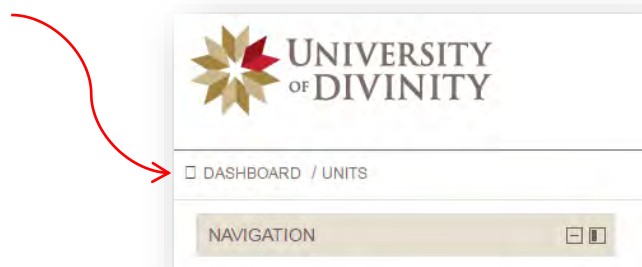 UNIVERSITY
OF DIVINITY
DASHBOARD / UNITS
NAVIGATION